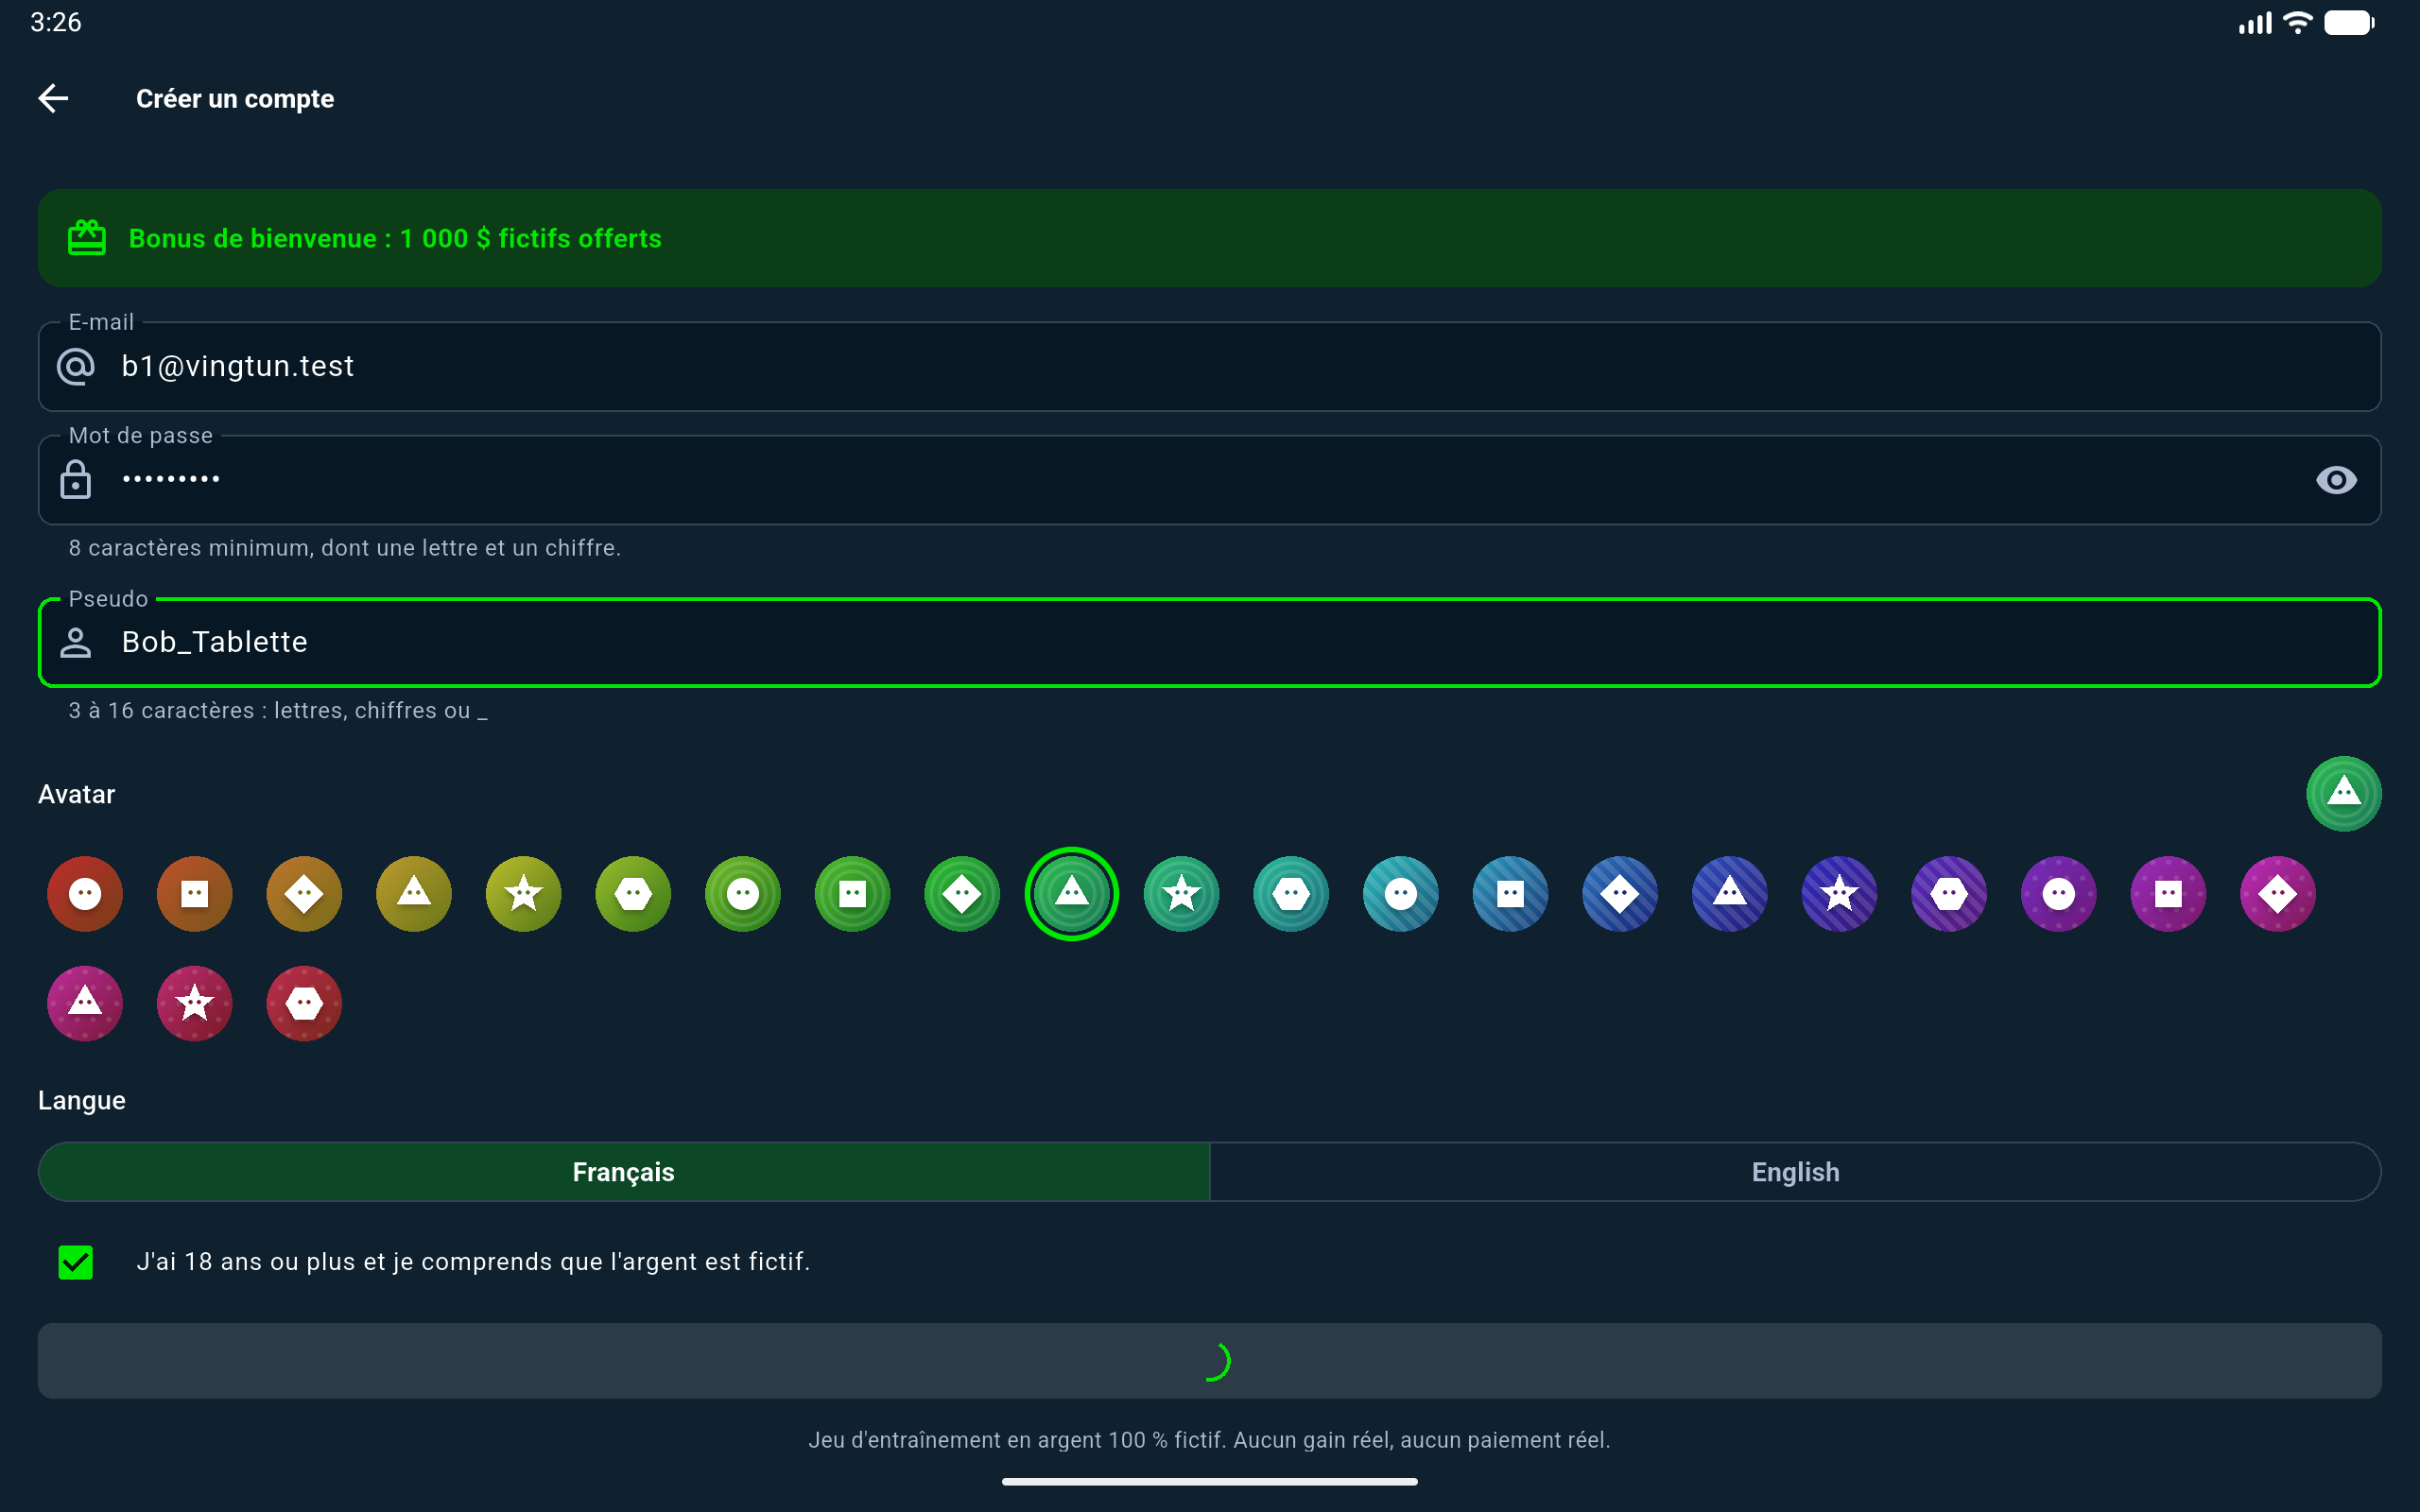 3:26
Créer un compte
Bonus de bienvenue : 1 000 $ fictifs offerts
E-mail
b1@vingtun.test
Mot de passe
•••••••••
8 caractères minimum, dont une lettre et un chiffre.
Pseudo
Bob_Tablette
3 à 16 caractères : lettres, chiffres ou _
Avatar
Langue
Français
English
J'ai 18 ans ou plus et je comprends que l'argent est fictif.
Jeu d'entraînement en argent 100 % fictif. Aucun gain réel, aucun paiement réel.